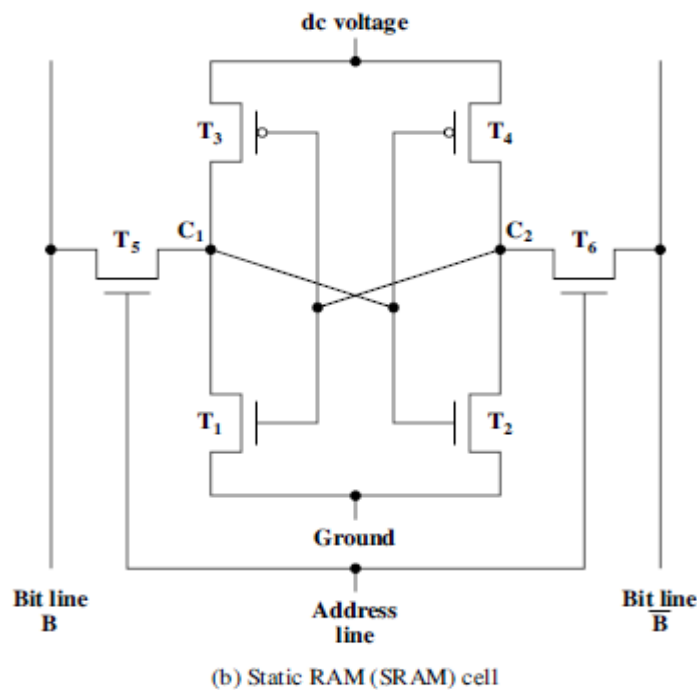 dc voltage
T3
T4
C1
C2
T5
T6
T1
T2
Ground
Bit line
B
Address
line
Bit line
B̅
(b) Static RAM (SRAM) cell